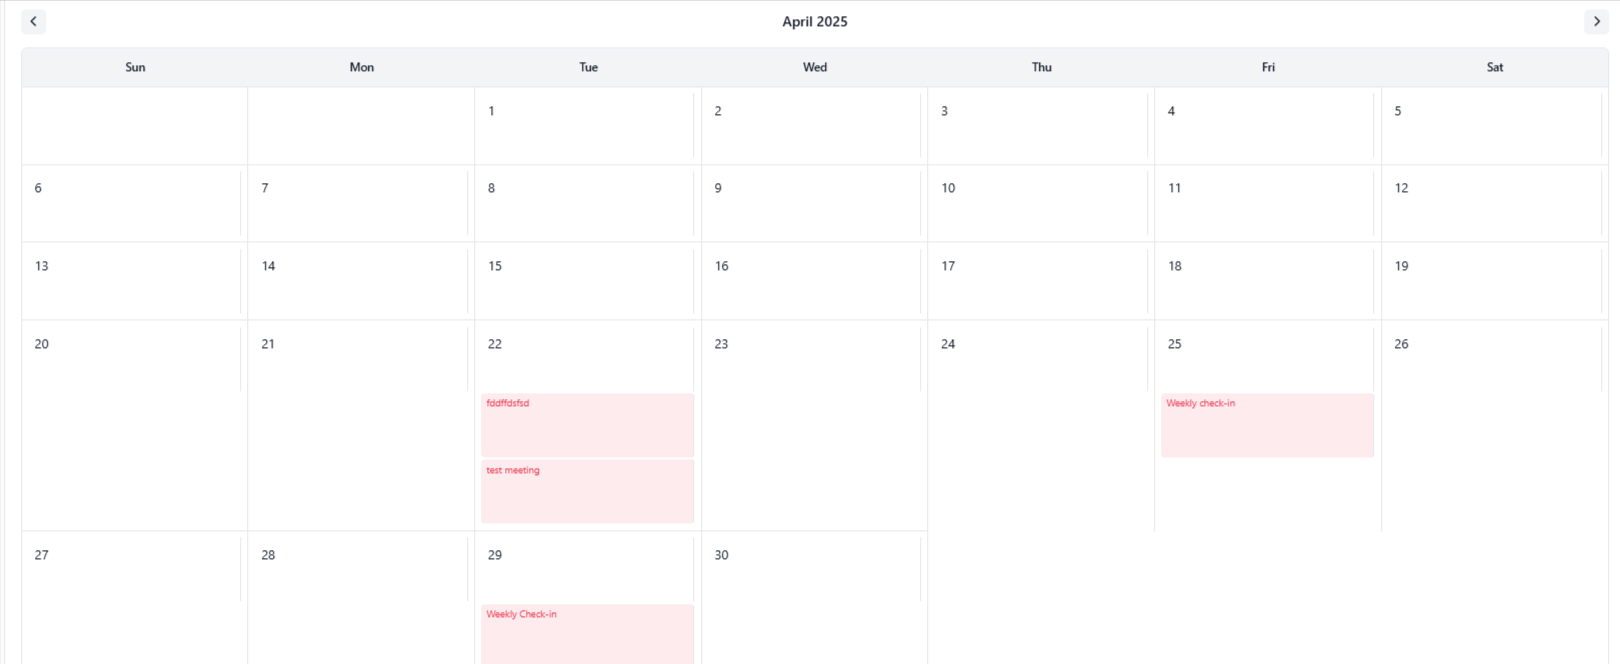 April 2025
Sun Mon Tue Wed Thu Fri Sat
1 2 3 4 5
6 7 8 9 10 11 12
13 14 15 16 17 18 19
20 21 22 23 24 25 26
fddffdsfsd Weekly check-in
test meeting
27 28 29 30
Weekly Check-in